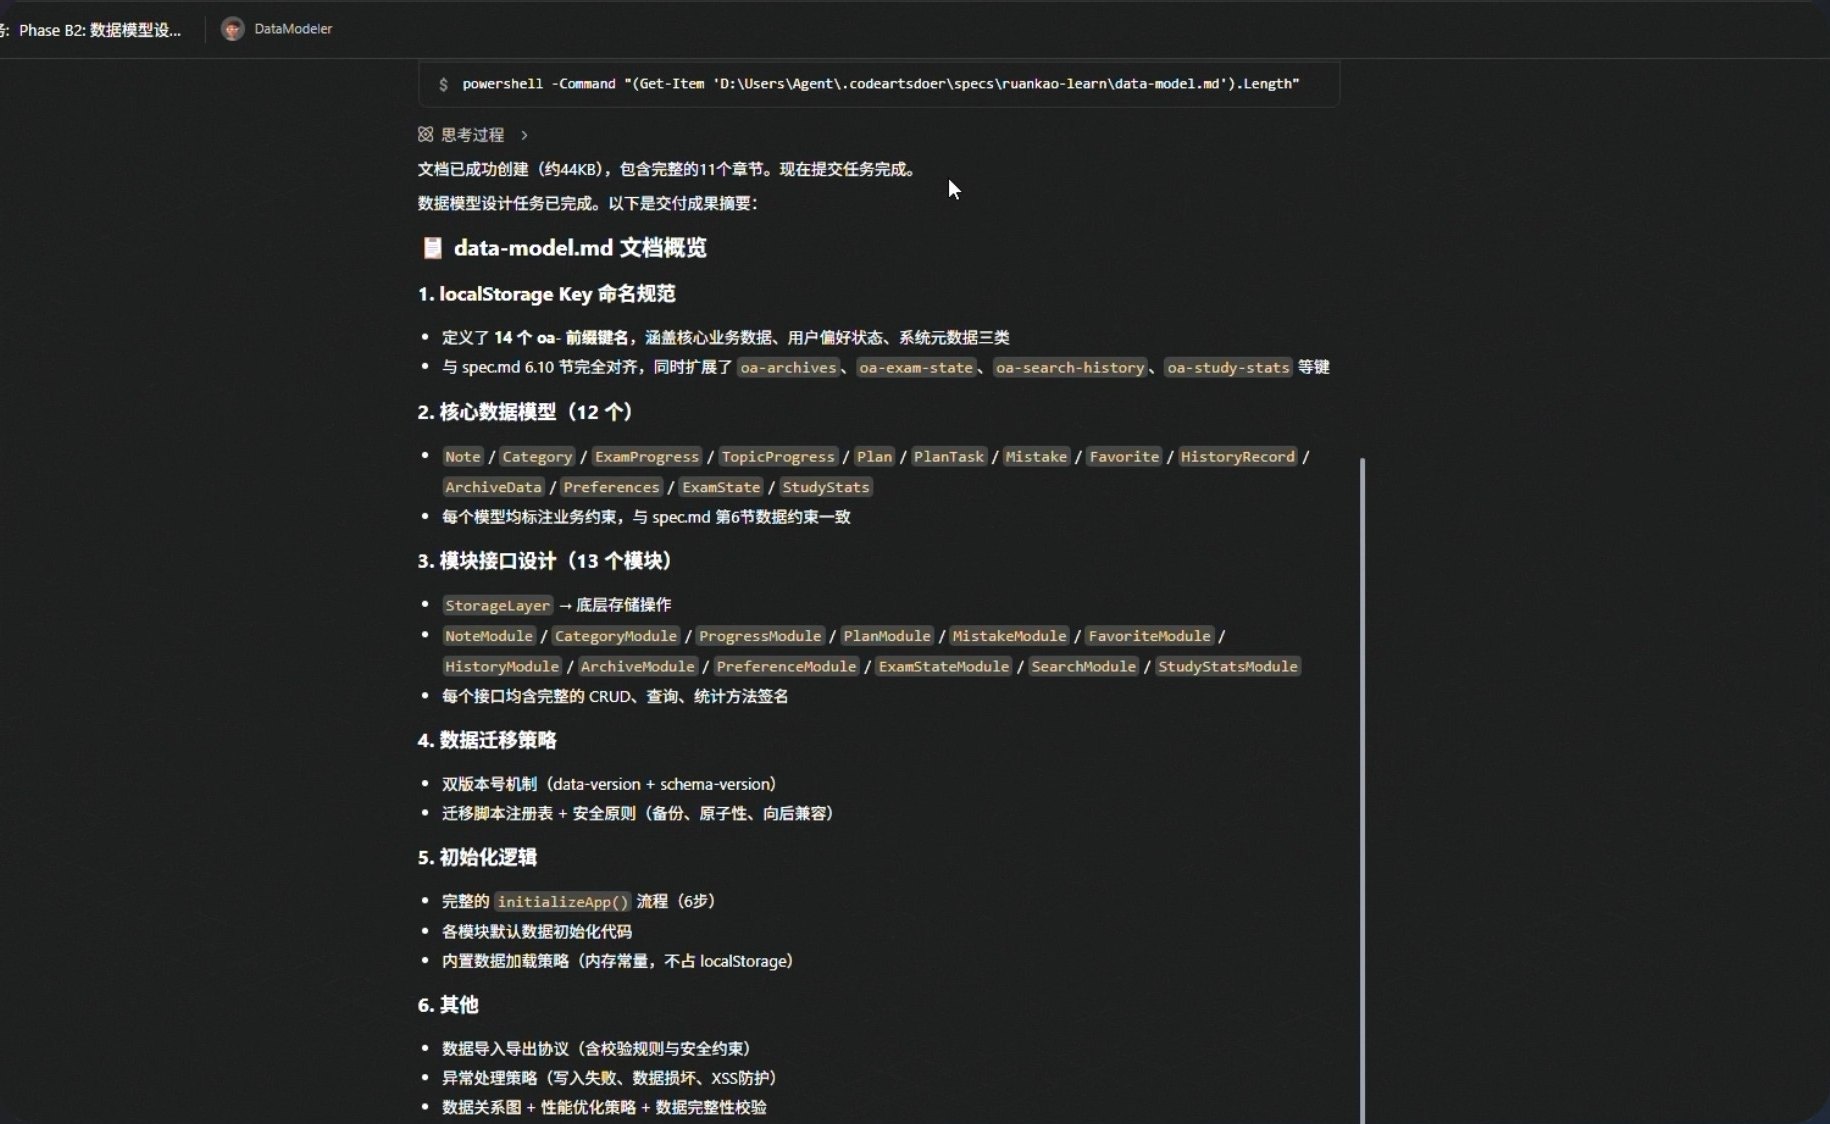 务: Phase B2: 数据模型设... DataModeler
$ powershell -Command "(Get-Item 'D:\Users\Agent\.codeartsdoer\specs\ruankao-learn\data-model.md').Length"
思考过程 >
文档已成功创建（约44KB），包含完整的11个章节。现在提交任务完成。
数据模型设计任务已完成。以下是交付成果摘要：
📋 data-model.md 文档概览
1. localStorage Key 命名规范
• 定义了 14 个 oa- 前缀键名，涵盖核心业务数据、用户偏好状态、系统元数据三类
• 与 spec.md 6.10 节完全对齐，同时扩展了 oa-archives、oa-exam-state、oa-search-history、oa-study-stats 等键
2. 核心数据模型（12 个）
• Note / Category / ExamProgress / TopicProgress / Plan / PlanTask / Mistake / Favorite / HistoryRecord /
ArchiveData / Preferences / ExamState / StudyStats
• 每个模型均标注业务约束，与 spec.md 第6节数据约束一致
3. 模块接口设计（13 个模块）
• StorageLayer → 底层存储操作
• NoteModule / CategoryModule / ProgressModule / PlanModule / MistakeModule / FavoriteModule /
HistoryModule / ArchiveModule / PreferenceModule / ExamStateModule / SearchModule / StudyStatsModule
• 每个接口均含完整的 CRUD、查询、统计方法签名
4. 数据迁移策略
• 双版本号机制（data-version + schema-version）
• 迁移脚本注册表 + 安全原则（备份、原子性、向后兼容）
5. 初始化逻辑
• 完整的 initializeApp() 流程（6步）
• 各模块默认数据初始化代码
• 内置数据加载策略（内存常量，不占 localStorage）
6. 其他
• 数据导入导出协议（含校验规则与安全约束）
• 异常处理策略（写入失败、数据损坏、XSS防护）
• 数据关系图 + 性能优化策略 + 数据完整性校验